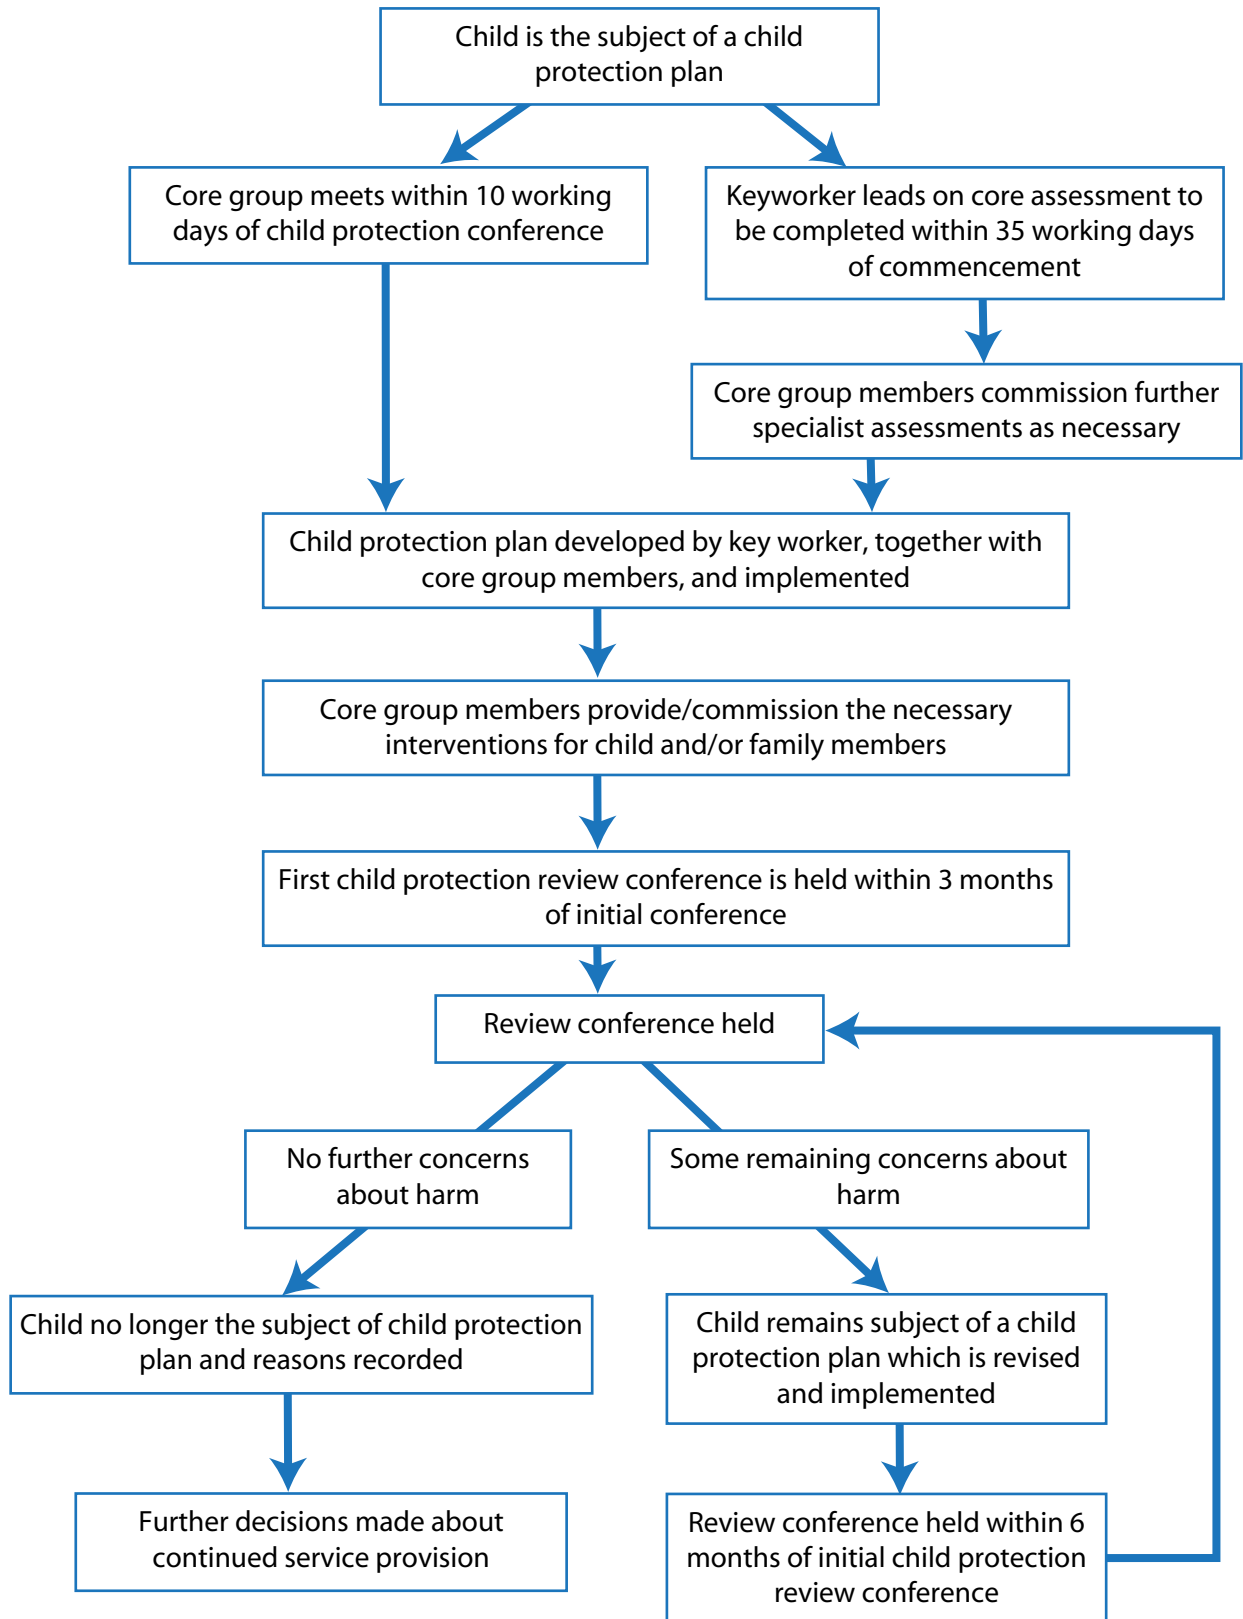 Child is the subject of a child
protection plan
Core group meets within 10 working
days of child protection conference
Keyworker leads on core assessment to
be completed within 35 working days
of commencement
Core group members commission further
specialist assessments as necessary
Child protection plan developed by key worker, together with
core group members, and implemented
Core group members provide/commission the necessary
interventions for child and/or family members
First child protection review conference is held within 3 months
of initial conference
Review conference held
No further concerns
about harm
Some remaining concerns about
harm
Child no longer the subject of child protection
plan and reasons recorded
Child remains subject of a child
protection plan which is revised
and implemented
Further decisions made about
continued service provision
Review conference held within 6
months of initial child protection
review conference